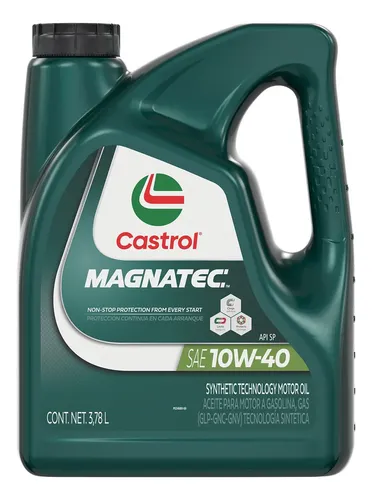 Castrol®
MAGNATEC™
NON-STOP PROTECTION FROM EVERY START
PROTECCIÓN CONTINUA EN CADA ARRANQUE
API SP
SAE 10W-40
SYNTHETIC TECHNOLOGY MOTOR OIL
ACEITE PARA MOTOR A GASOLINA, GAS
(GLP-GNC-GNV) TECNOLOGÍA SINTÉTICA
CONT. NET. 3,78 L